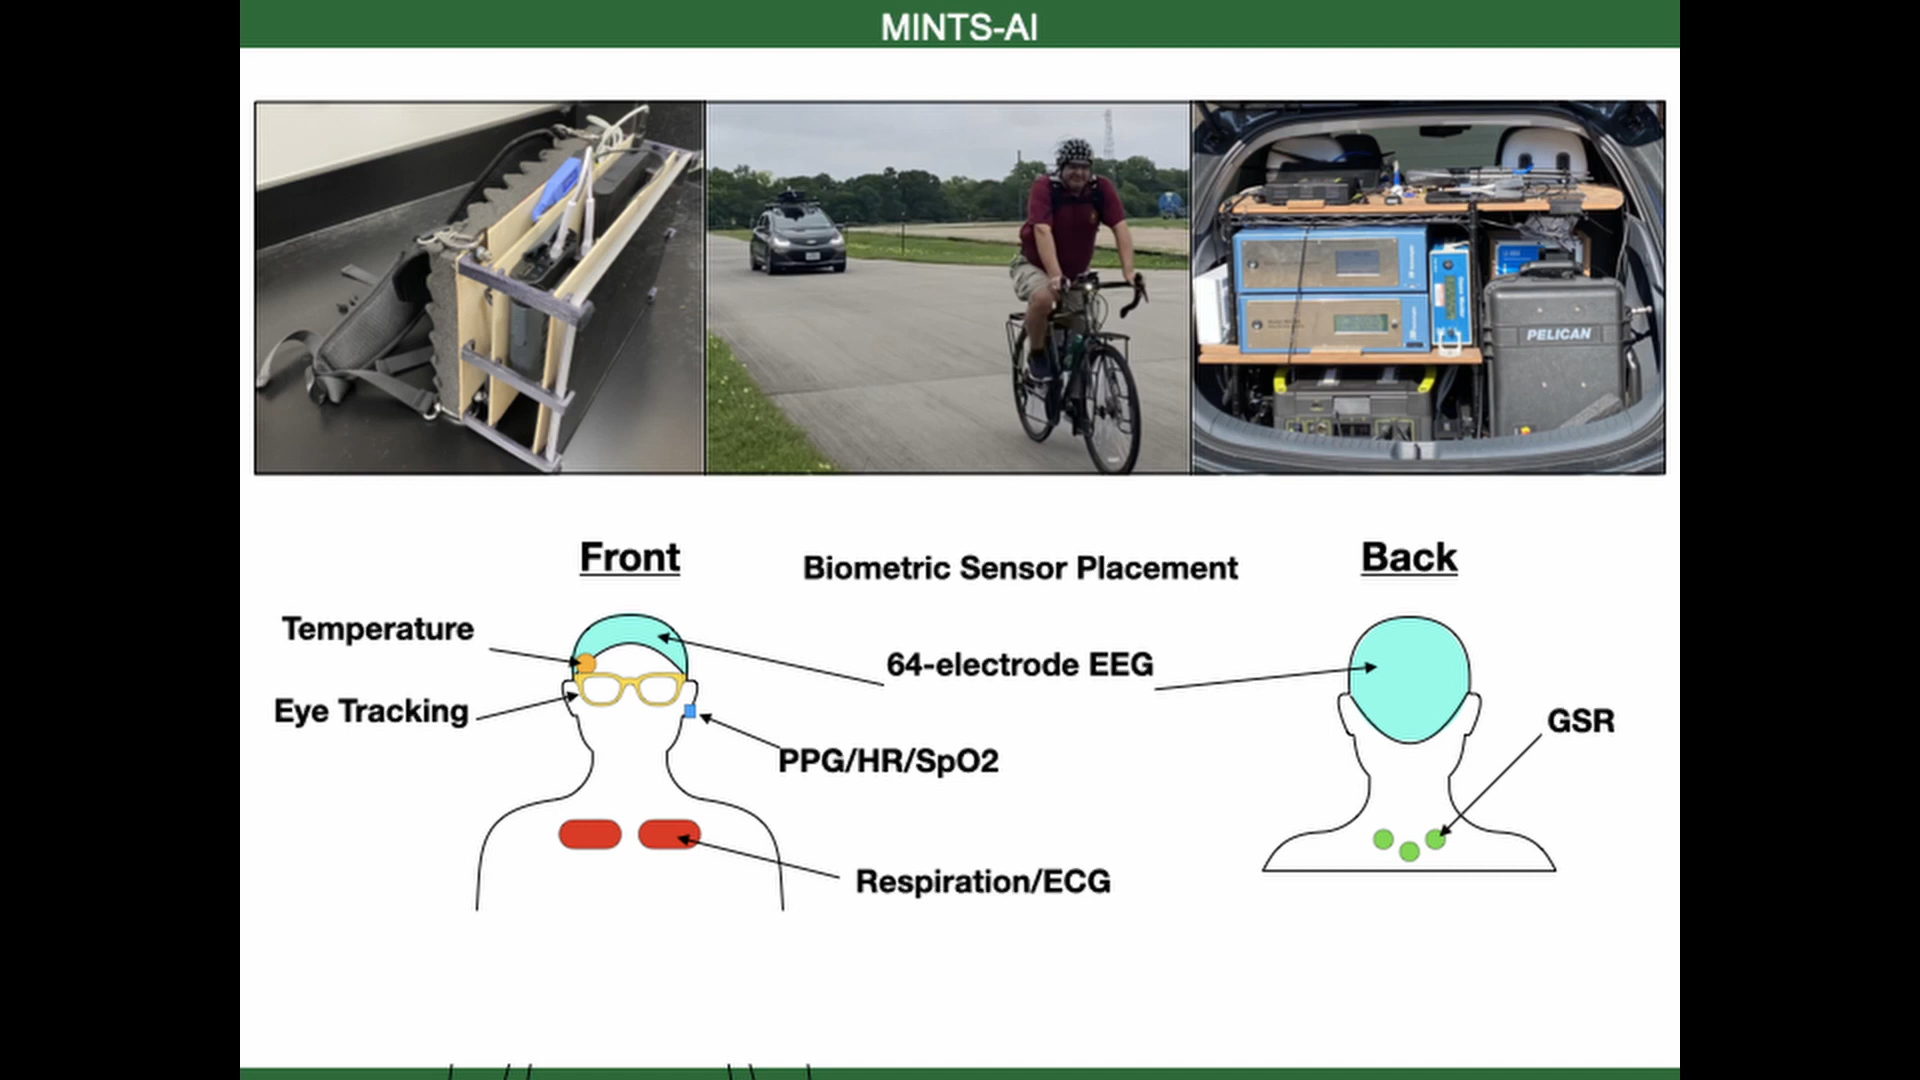 MINTS-AI
PELICAN
Front
Biometric Sensor Placement
Back
Temperature
64-electrode EEG
Eye Tracking
GSR
PPG/HR/SpO2
Respiration/ECG